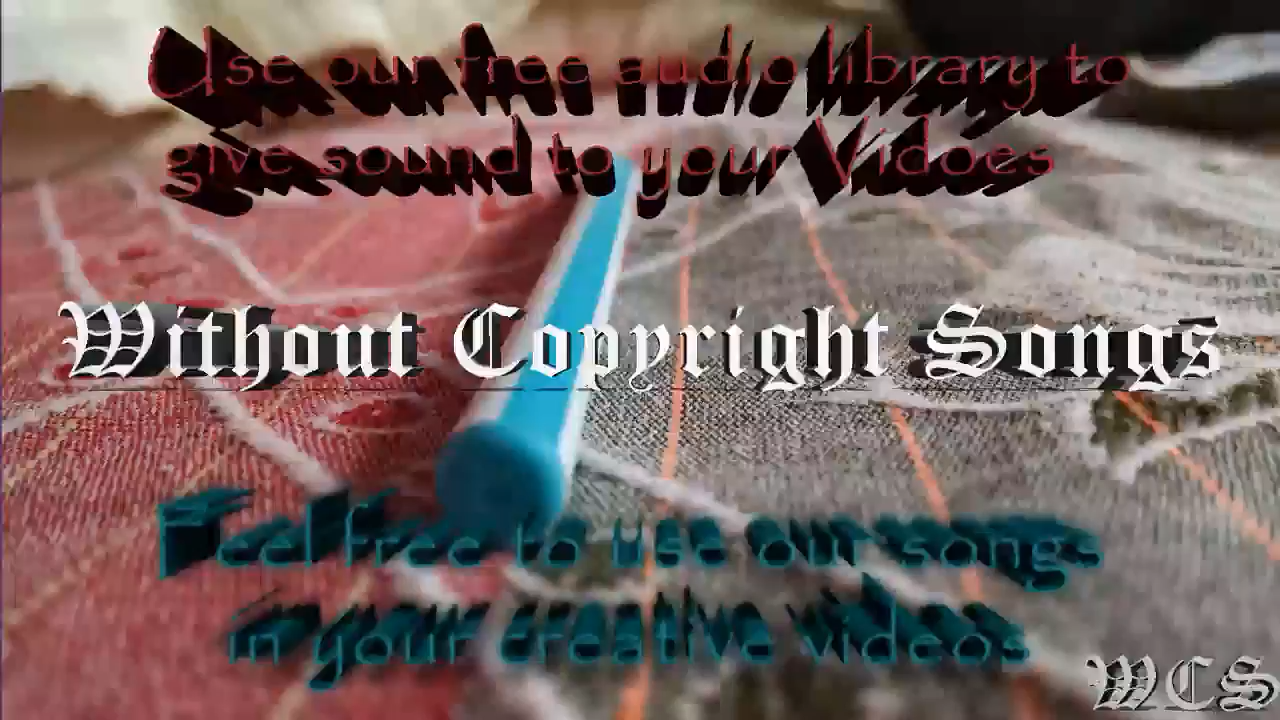 Use our free audio library to
give sound to your Vidoes
Without Copyright Songs
Feel free to use our songs
in your creative videos
WCS